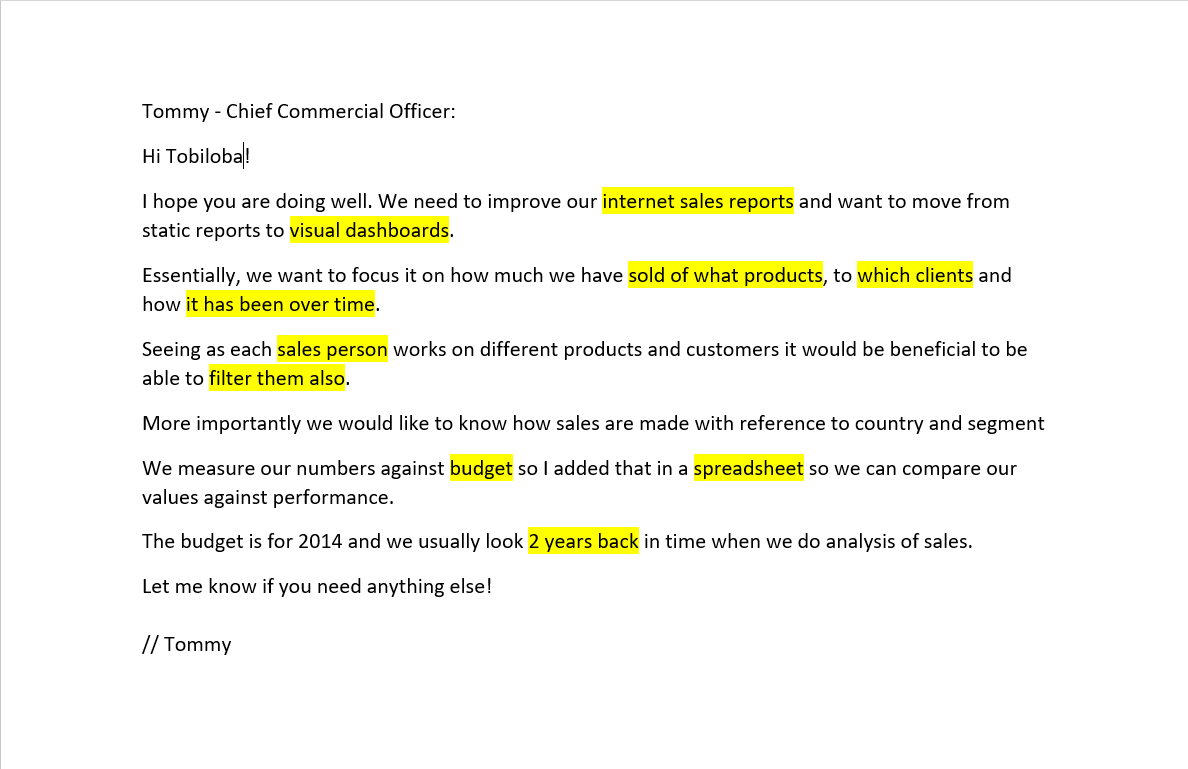 Tommy - Chief Commercial Officer:
Hi Tobiloba!
I hope you are doing well. We need to improve our internet sales reports and want to move from
static reports to visual dashboards.
Essentially, we want to focus it on how much we have sold of what products, to which clients and
how it has been over time.
Seeing as each sales person works on different products and customers it would be beneficial to be
able to filter them also.
More importantly we would like to know how sales are made with reference to country and segment
We measure our numbers against budget so I added that in a spreadsheet so we can compare our
values against performance.
The budget is for 2014 and we usually look 2 years back in time when we do analysis of sales.
Let me know if you need anything else!
// Tommy